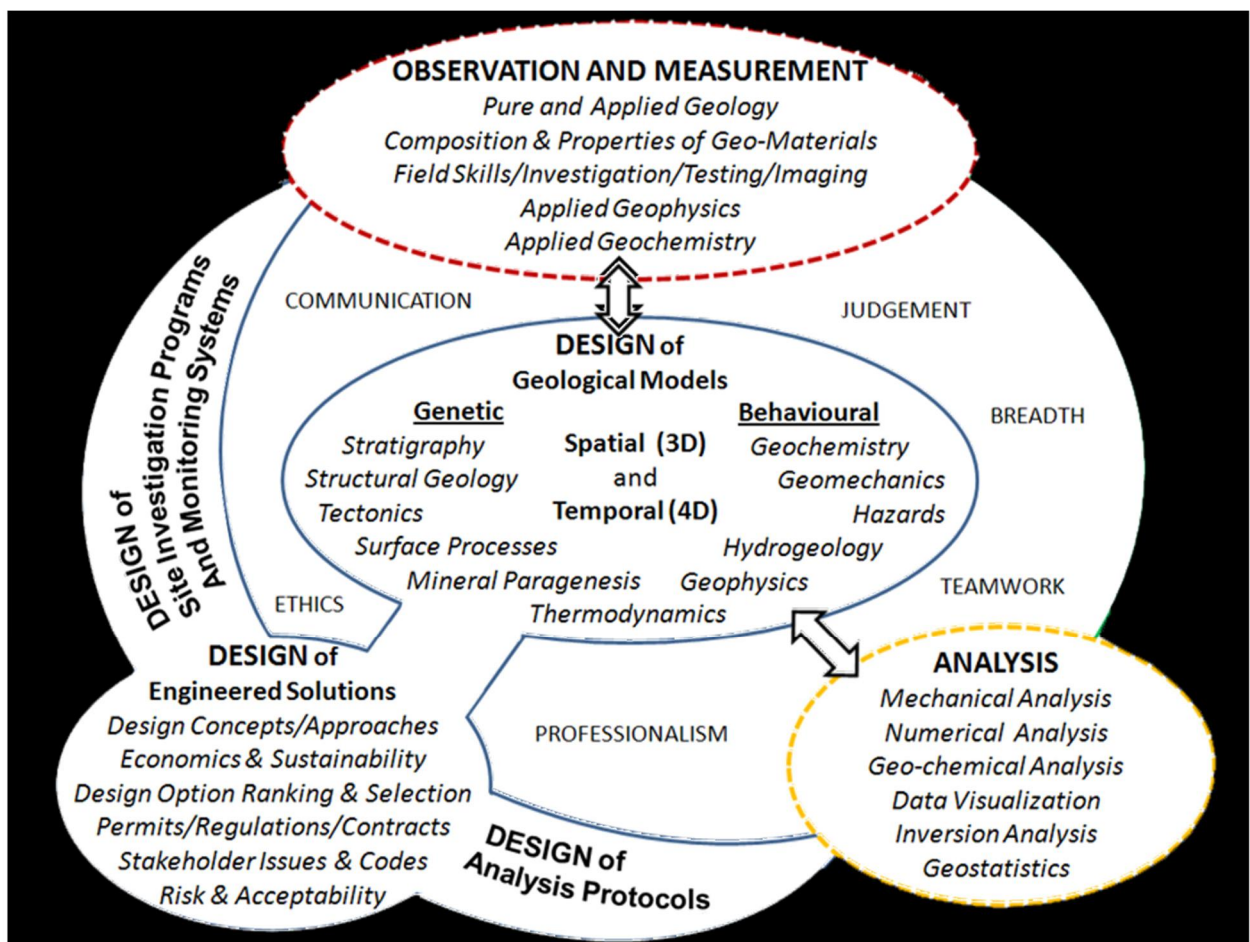 OBSERVATION AND MEASUREMENT
Pure and Applied Geology
Composition & Properties of Geo-Materials
Field Skills/Investigation/Testing/Imaging
Applied Geophysics
Applied Geochemistry
COMMUNICATION
JUDGEMENT
BREADTH
TEAMWORK
ETHICS
PROFESSIONALISM
DESIGN of
Site Investigation Programs
And Monitoring Systems
DESIGN of
Geological Models
Genetic
Stratigraphy
Structural Geology
Tectonics
Surface Processes
Mineral Paragenesis
Thermodynamics
Spatial (3D)
and
Temporal (4D)
Behavioural
Geochemistry
Geomechanics
Hazards
Hydrogeology
Geophysics
DESIGN of
Engineered Solutions
Design Concepts/Approaches
Economics & Sustainability
Design Option Ranking & Selection
Permits/Regulations/Contracts
Stakeholder Issues & Codes
Risk & Acceptability
DESIGN of
Analysis Protocols
ANALYSIS
Mechanical Analysis
Numerical Analysis
Geo-chemical Analysis
Data Visualization
Inversion Analysis
Geostatistics